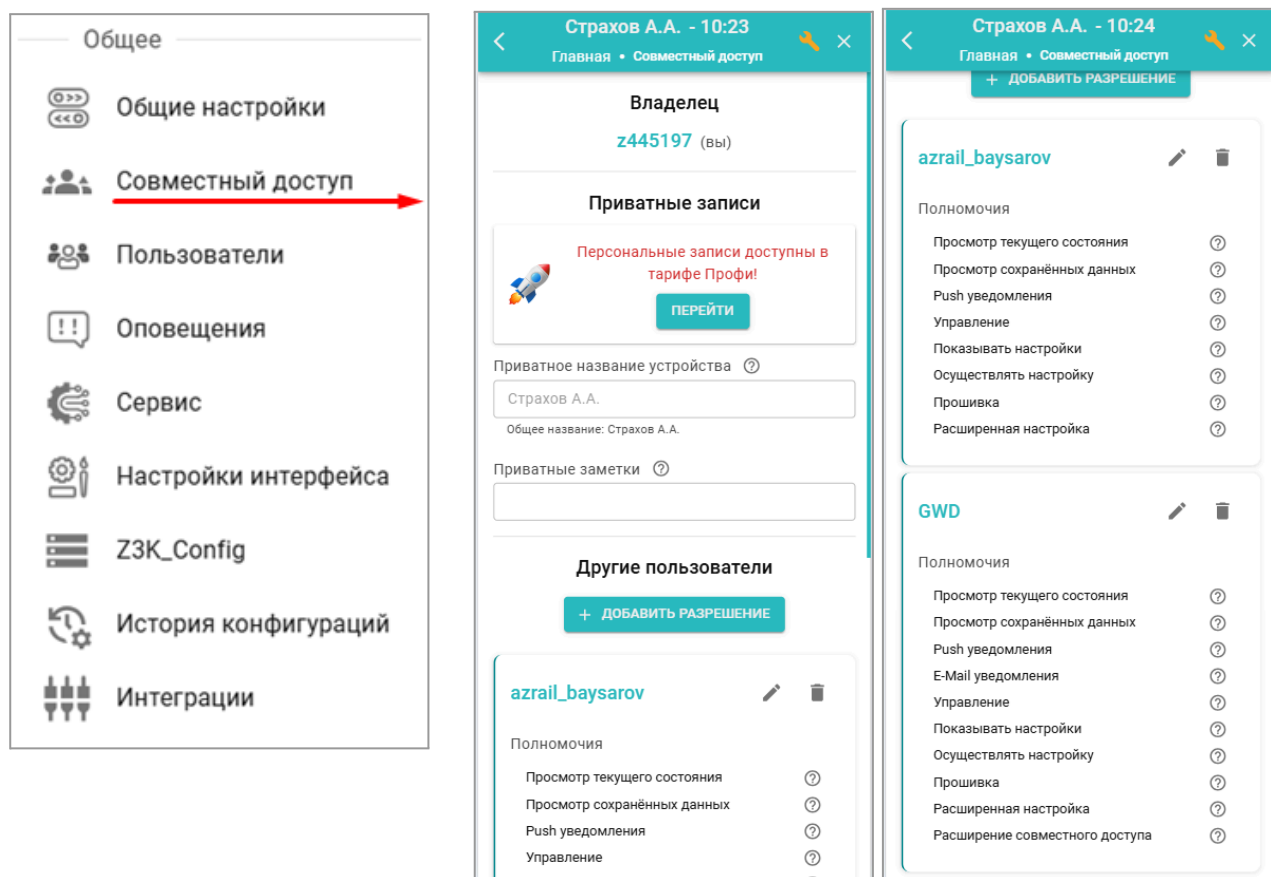 Общее
Общие настройки
Совместный доступ
Пользователи
Оповещения
Сервис
Настройки интерфейса
Z3K_Config
История конфигураций
Интеграции
Страхов А.А. - 10:23
Главная • Совместный доступ
Владелец
z445197 (вы)
Приватные записи
Персональные записи доступны в
тарифе Профи!
ПЕРЕЙТИ
Приватное название устройства
Страхов А.А.
Общее название: Страхов А.А.
Приватные заметки
Другие пользователи
+ ДОБАВИТЬ РАЗРЕШЕНИЕ
azrail_baysarov
Полномочия
Просмотр текущего состояния
Просмотр сохранённых данных
Push уведомления
Управление
Страхов А.А. - 10:24
Главная • Совместный доступ
+ ДОБАВИТЬ РАЗРЕШЕНИЕ
azrail_baysarov
Полномочия
Просмотр текущего состояния
Просмотр сохранённых данных
Push уведомления
Управление
Показывать настройки
Осуществлять настройку
Прошивка
Расширенная настройка
GWD
Полномочия
Просмотр текущего состояния
Просмотр сохранённых данных
Push уведомления
E-Mail уведомления
Управление
Показывать настройки
Осуществлять настройку
Прошивка
Расширенная настройка
Расширение совместного доступа